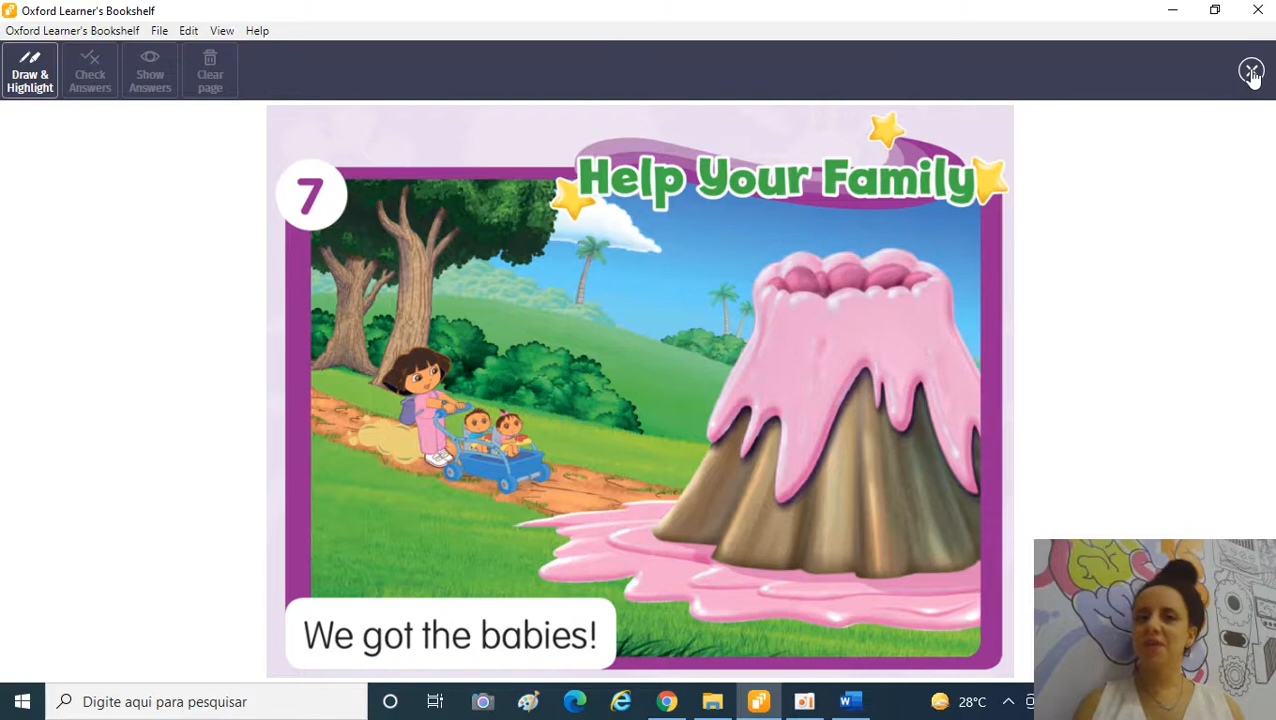 Oxford Learner's Bookshelf
Oxford Learner's Bookshelf File Edit View Help
Draw & Highlight
Check Answers
Show Answers
Clear page
Help Your Family
7
We got the babies!
Digite aqui para pesquisar
28°C